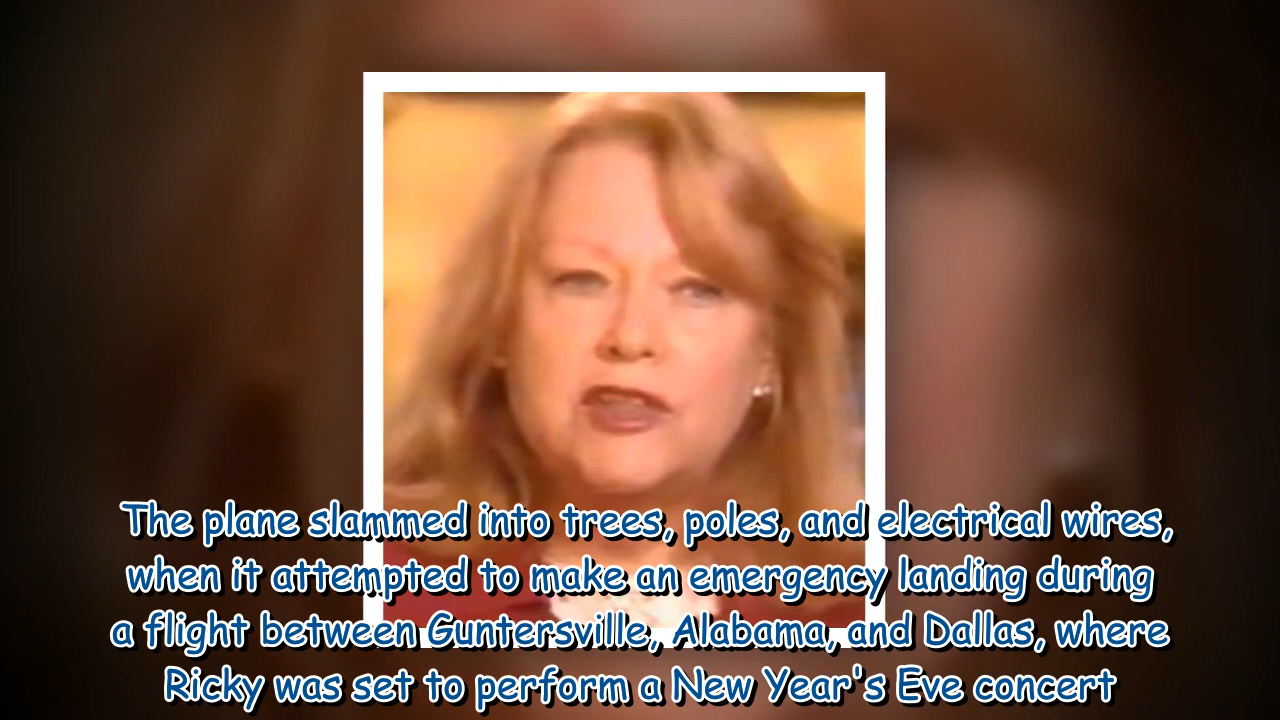 The plane slammed into trees, poles, and electrical wires,
when it attempted to make an emergency landing during
a flight between Guntersville, Alabama, and Dallas, where
Ricky was set to perform a New Year's Eve concert